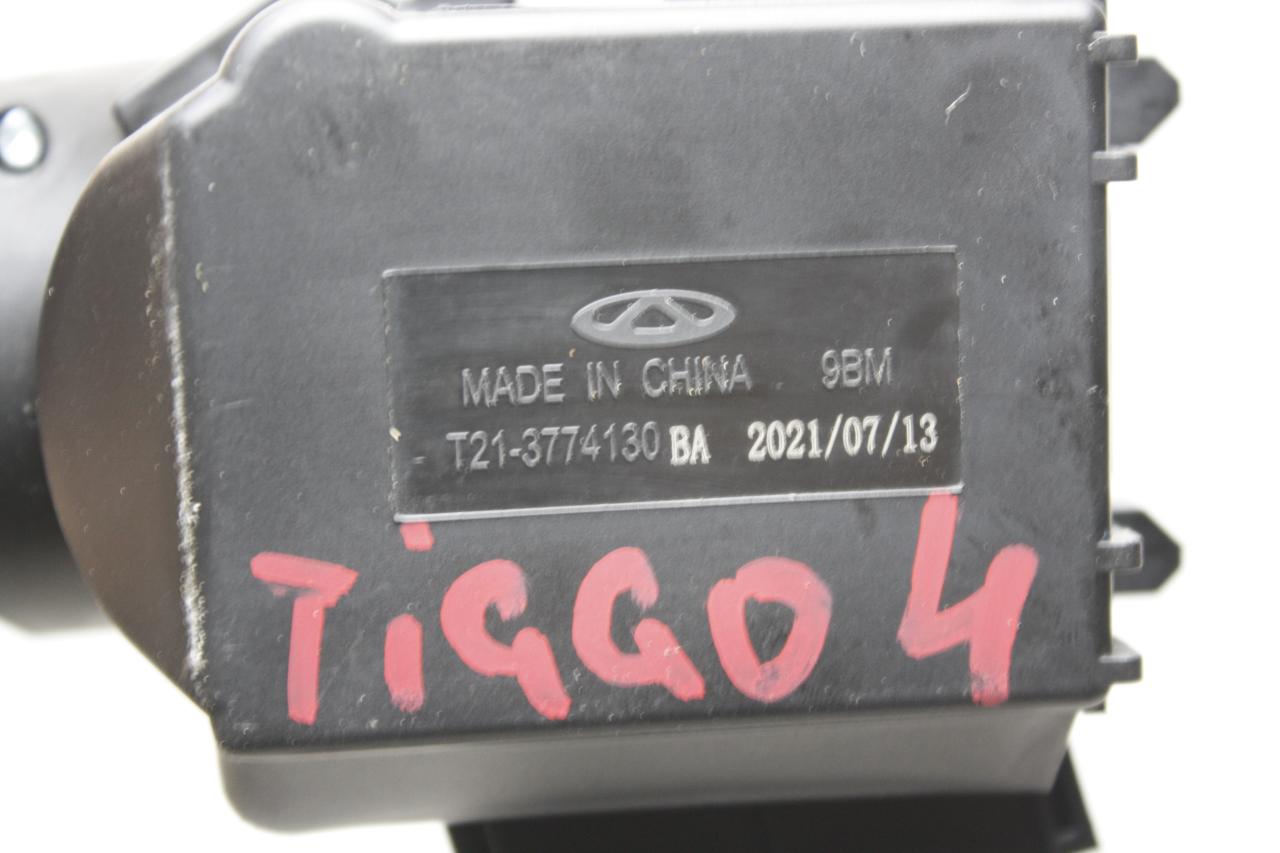 MADE IN CHINA 9BM
T21-3774130 BA 2021/07/13
TiGGO 4